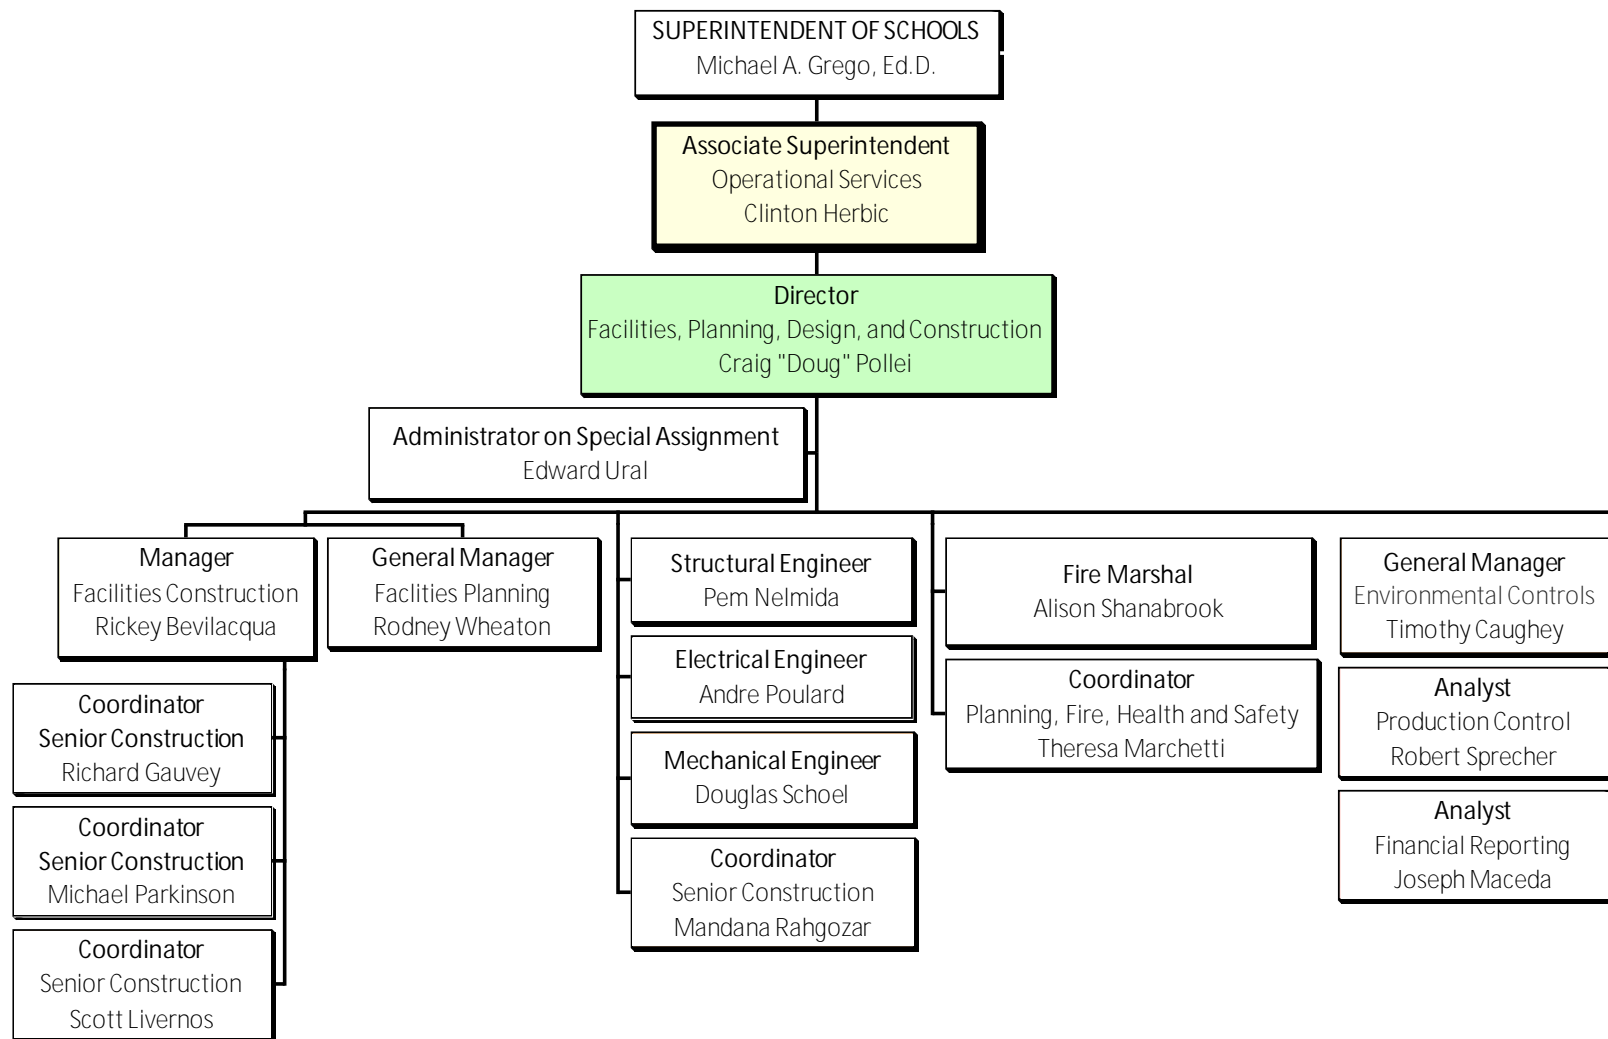 SUPERINTENDENT OF SCHOOLS
Michael A. Grego, Ed.D.
Associate Superintendent
Operational Services
Clinton Herbic
Director
Facilities, Planning, Design, and Construction
Craig "Doug" Pollei
Administrator on Special Assignment
Edward Ural
Manager
Facilities Construction
Rickey Bevilacqua
General Manager
Faclities Planning
Rodney Wheaton
Coordinator
Senior Construction
Richard Gauvey
Coordinator
Senior Construction
Michael Parkinson
Coordinator
Senior Construction
Scott Livernos
Structural Engineer
Pem Nelmida
Electrical Engineer
Andre Poulard
Mechanical Engineer
Douglas Schoel
Coordinator
Senior Construction
Mandana Rahgozar
Fire Marshal
Alison Shanabrook
Coordinator
Planning, Fire, Health and Safety
Theresa Marchetti
General Manager
Environmental Controls
Timothy Caughey
Analyst
Production Control
Robert Sprecher
Analyst
Financial Reporting
Joseph Maceda